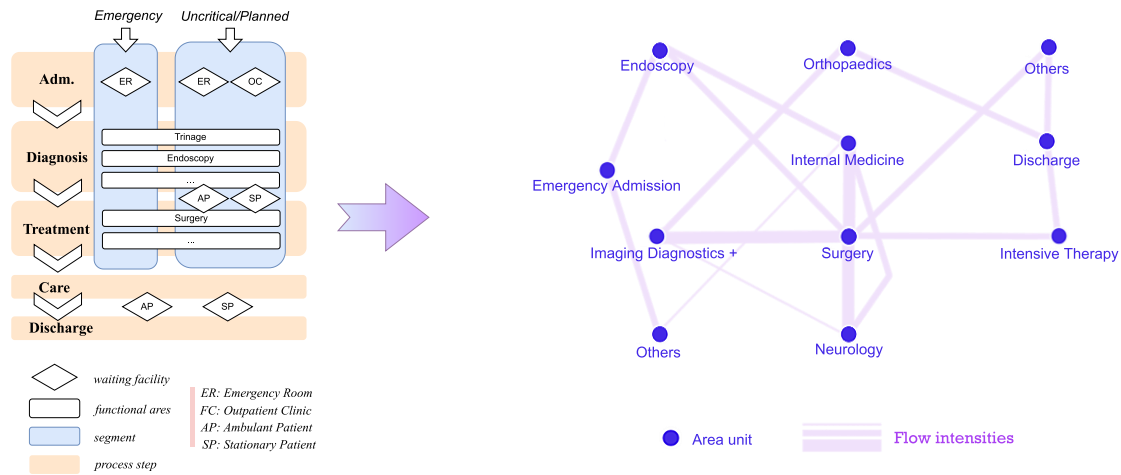 Emergency
Uncritical/Planned
Adm.
ER
ER
OC
Trinage
Diagnosis
Endoscopy
...
AP
SP
Treatment
Surgery
...
Care
AP
SP
Discharge
waiting facility
functional ares
segment
process step
ER: Emergency Room
FC: Outpatient Clinic
AP: Ambulant Patient
SP: Stationary Patient
Endoscopy
Orthopaedics
Others
Internal Medicine
Discharge
Emergency Admission
Imaging Diagnostics +
Surgery
Intensive Therapy
Others
Neurology
Area unit
Flow intensities